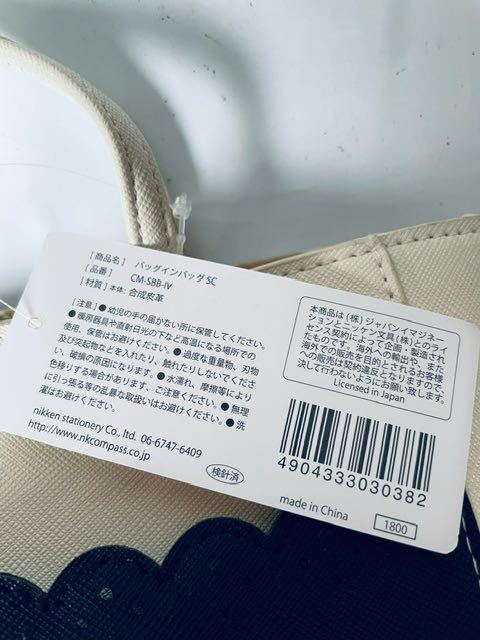 [ 商品名 ] バッグインバッグ SC
[ 品番 ] CM-SBB-IV
[ 材質 ] 本体: 合成皮革
[ 注意 ] ● 幼児の手の届かない所に保管してください。
● 暖房器具や直射日光の下など高温になる場所での
使用、保管はお避けください。● 過度な重量物、刃物
及び突起物などを入れたり、触れたりしないでください。
破損の原因になります。● 水濡れ、摩擦等により
色移りする場合があります、ご注意ください。● 無理
に引っ張る等の乱暴な取扱いはお避けください。● 洗
nikken stationery Co., ltd. 06-6747-6409
http://www.nkcompass.co.jp
検針済
本商品は (株) ジャパンイマジネー
ションとニッケン文具(株)とのライ
センス契約によって企画・製造され
たものです。海外への輸出や、また
海外での販売を目的とされるお客様
への販売は契約違反となりますので、
決して行わないようにお願い致します。
Licensed in Japan
4904333030382
made in China
1800